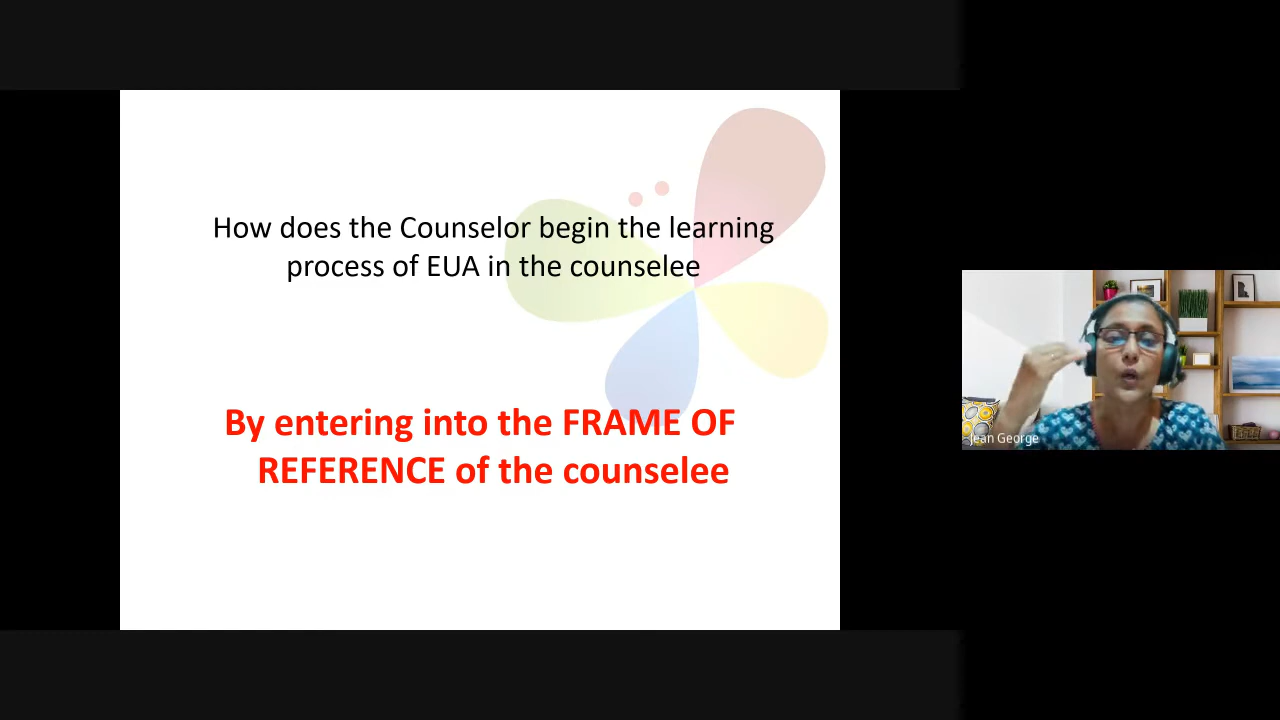 How does the Counselor begin the learning
process of EUA in the counselee
By entering into the FRAME OF
REFERENCE of the counselee
Jean George